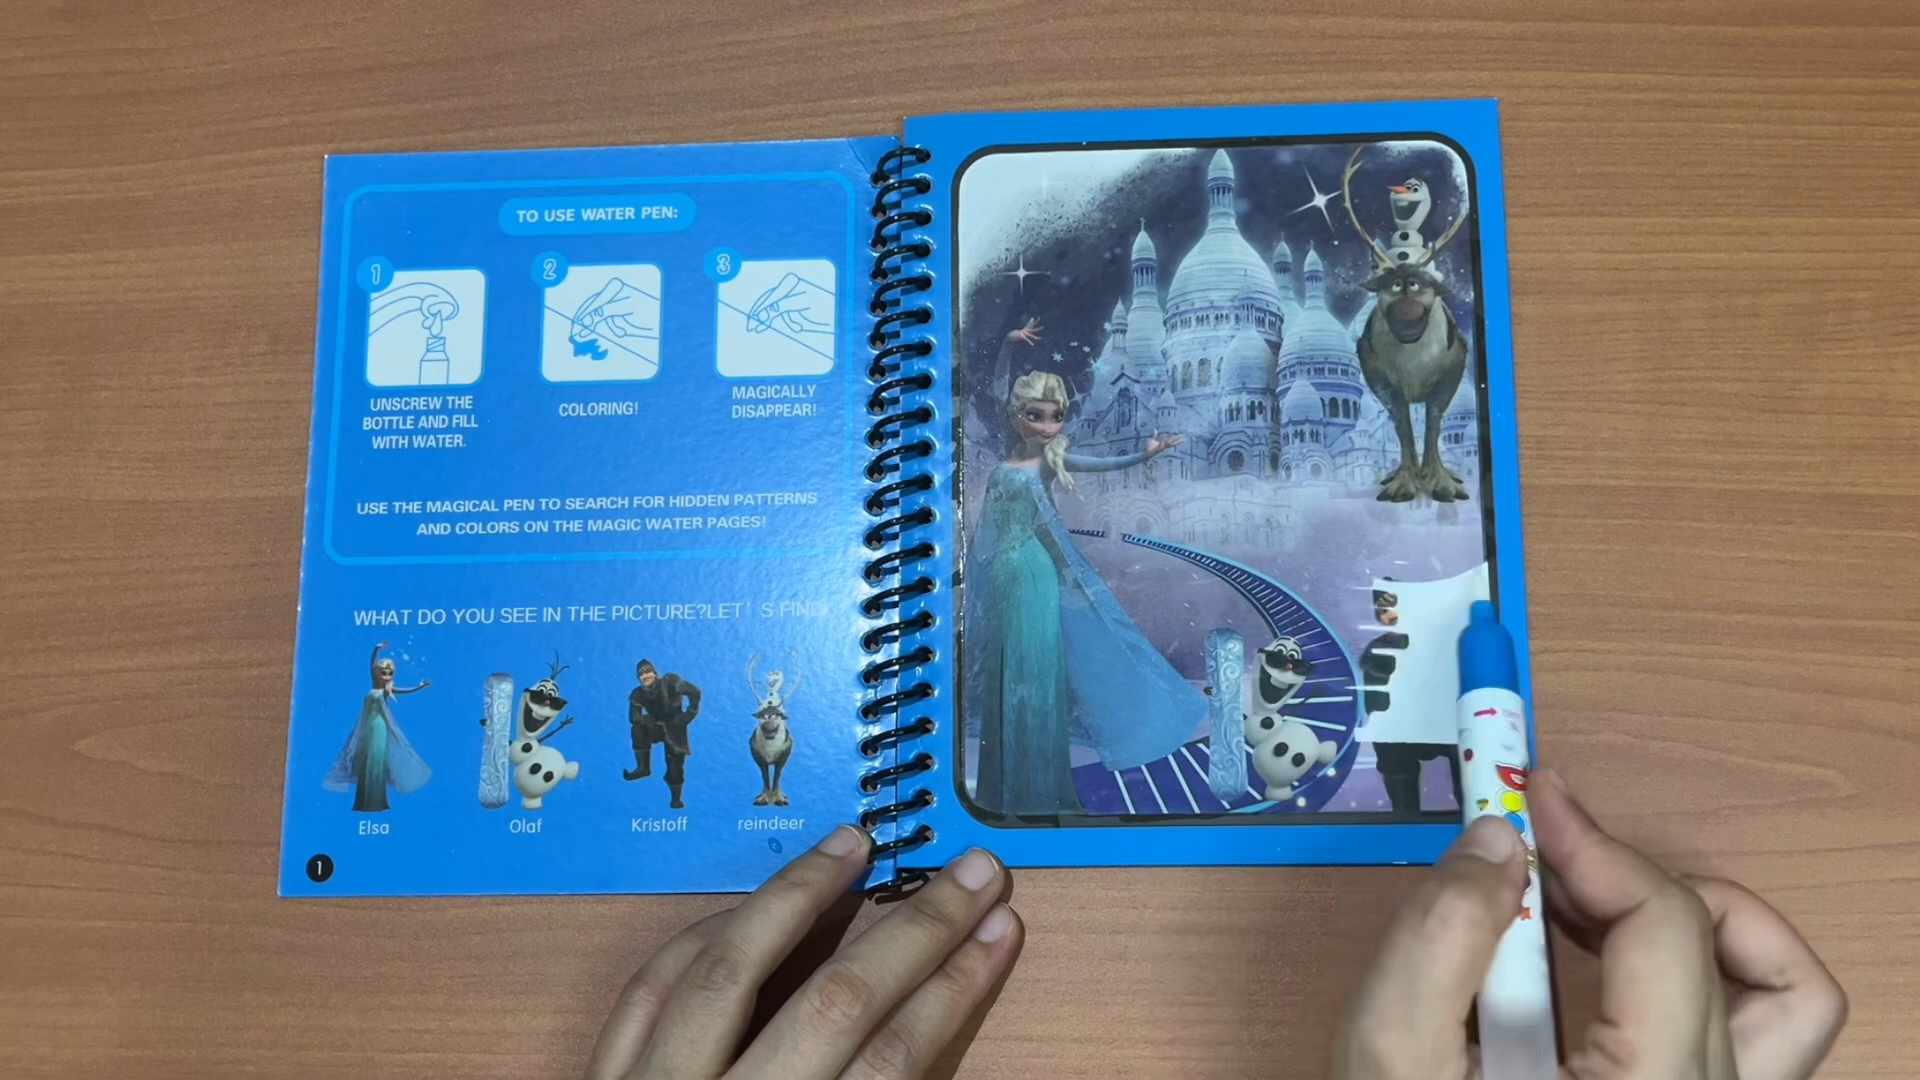 TO USE WATER PEN:
1
2
3
UNSCREW THE
BOTTLE AND FILL
WITH WATER.
COLORING!
MAGICALLY
DISAPPEAR!
USE THE MAGICAL PEN TO SEARCH FOR HIDDEN PATTERNS
AND COLORS ON THE MAGIC WATER PAGES!
WHAT DO YOU SEE IN THE PICTURE?LET'S FIND
Elsa
Olaf
Kristoff
reindeer
1